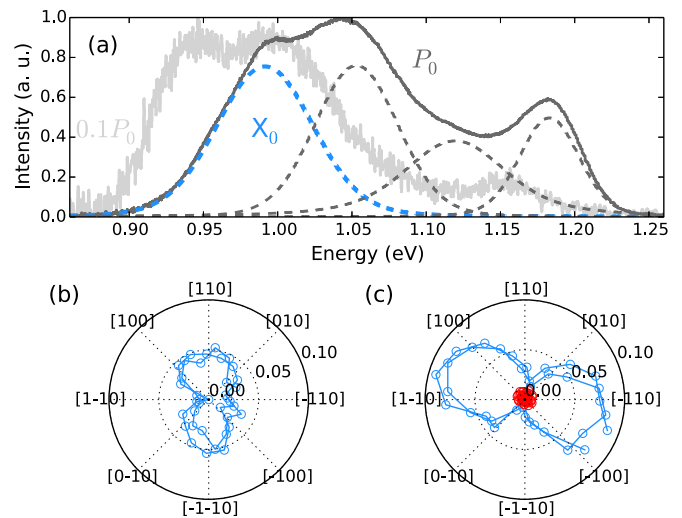 (a)
P0
0.1P0
X0
Intensity (a. u.)
1.0
0.8
0.6
0.4
0.2
0.0
0.90 0.95 1.00 1.05 1.10 1.15 1.20 1.25
Energy (eV)
(b)
[110]
[100] [010]
0.10
0.05
[1-10] 0.00 [-110]
[0-10] [-100]
[-1-10]
(c)
[110]
[100] [010]
0.10
0.05
[1-10] 0.00 [-110]
[0-10] [-100]
[-1-10]